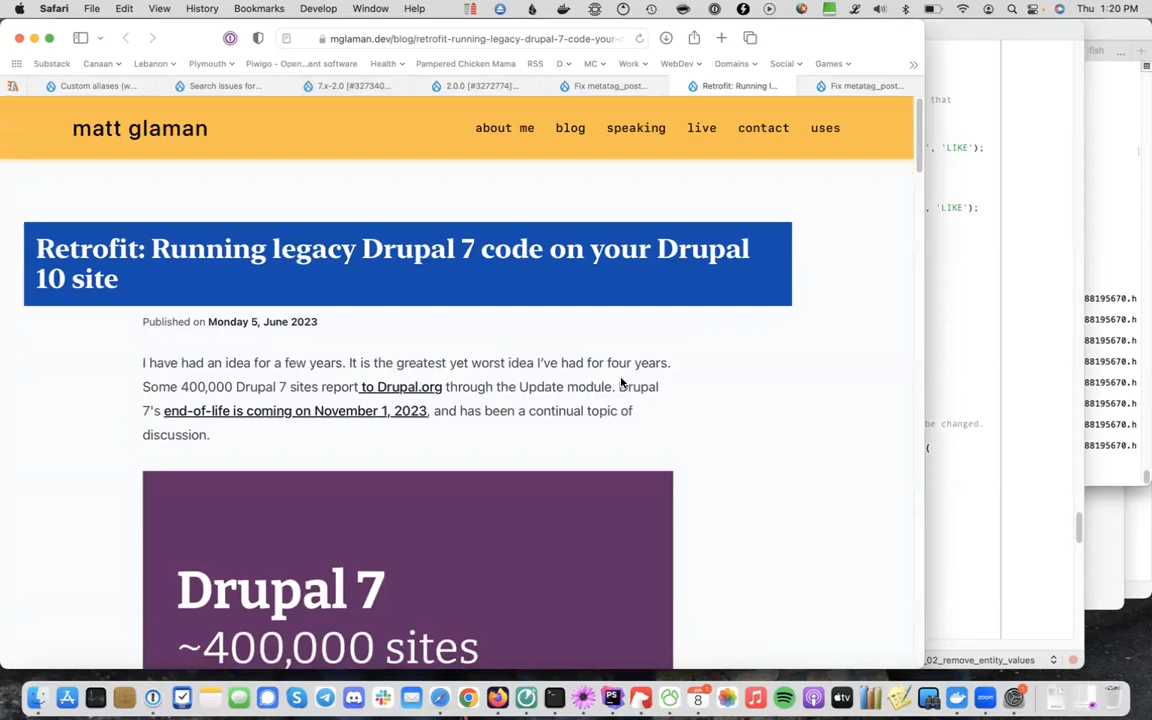 Safari File Edit View History Bookmarks Develop Window Help Thu 1:20 PM
mglaman.dev/blog/retrofit-running-legacy-drupal-7-code-your-c
Substack Canaan Lebanon Plymouth Piwigo - Open...ent software Health Pampered Chicken Mama RSS D MC Work WebDev Domains Social Games
fish ...
Custom aliases (w... Search issues for... 7.x-2.0 [#327340... 2.0.0 [#3272774]... Fix metatag_post... Retrofit: Running l... Fix metatag_post...
that
matt glaman
about me blog speaking live contact uses
', 'LIKE');
, 'LIKE');
Retrofit: Running legacy Drupal 7 code on your Drupal
10 site
Published on Monday 5, June 2023
I have had an idea for a few years. It is the greatest yet worst idea I've had for four years.
Some 400,000 Drupal 7 sites report to Drupal.org through the Update module. Drupal
7's end-of-life is coming on November 1, 2023, and has been a continual topic of
discussion.
88195670.h
88195670.h
88195670.h
88195670.h
88195670.h
88195670.h
88195670.h
88195670.h
be changed.
{
Drupal 7
~400,000 sites
_02_remove_entity_values
JUN
8
tv
zoom